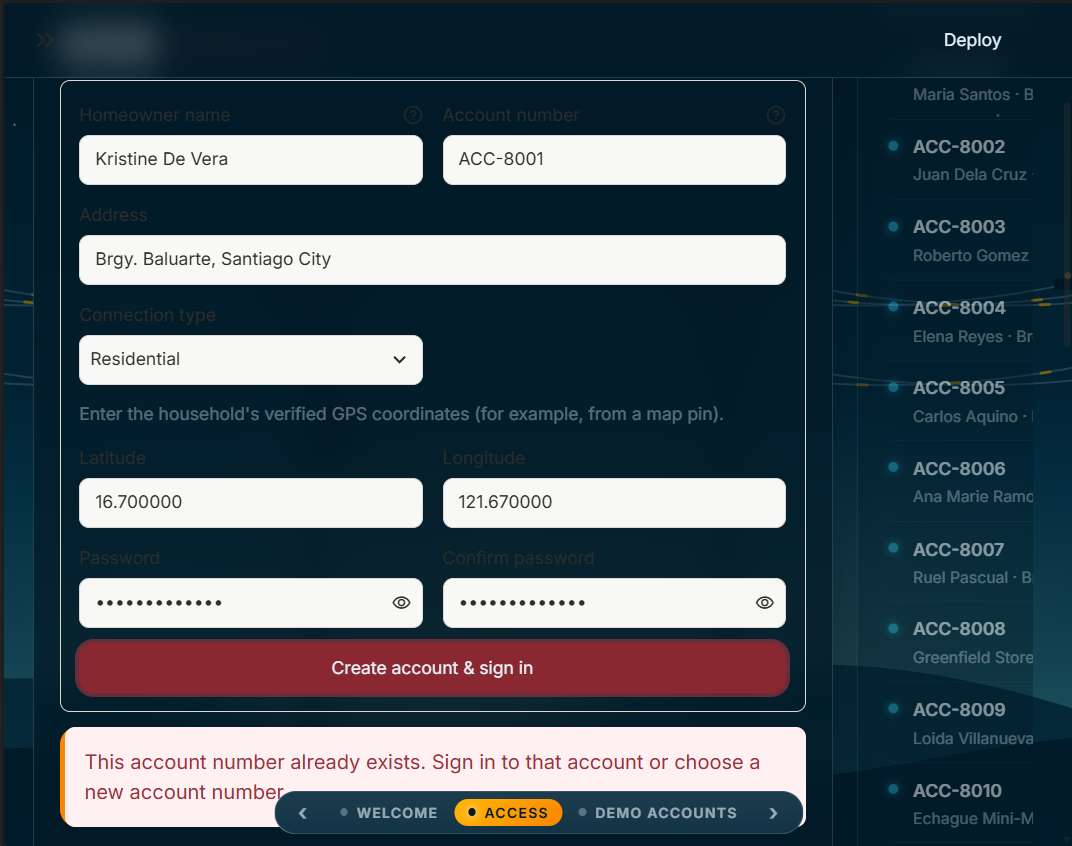 Deploy
Homeowner name
Account number
Kristine De Vera
ACC-8001
Address
Brgy. Baluarte, Santiago City
Connection type
Residential
Enter the household's verified GPS coordinates (for example, from a map pin).
Latitude
Longitude
16.700000
121.670000
Password
Confirm password
•••••••••••••
•••••••••••••
Create account & sign in
This account number already exists. Sign in to that account or choose a
new account number
WELCOME
ACCESS
DEMO ACCOUNTS
Maria Santos · B
ACC-8002
Juan Dela Cruz ·
ACC-8003
Roberto Gomez
ACC-8004
Elena Reyes · Br
ACC-8005
Carlos Aquino ·
ACC-8006
Ana Marie Ramo
ACC-8007
Ruel Pascual · B
ACC-8008
Greenfield Store
ACC-8009
Loida Villanueva
ACC-8010
Echague Mini-M